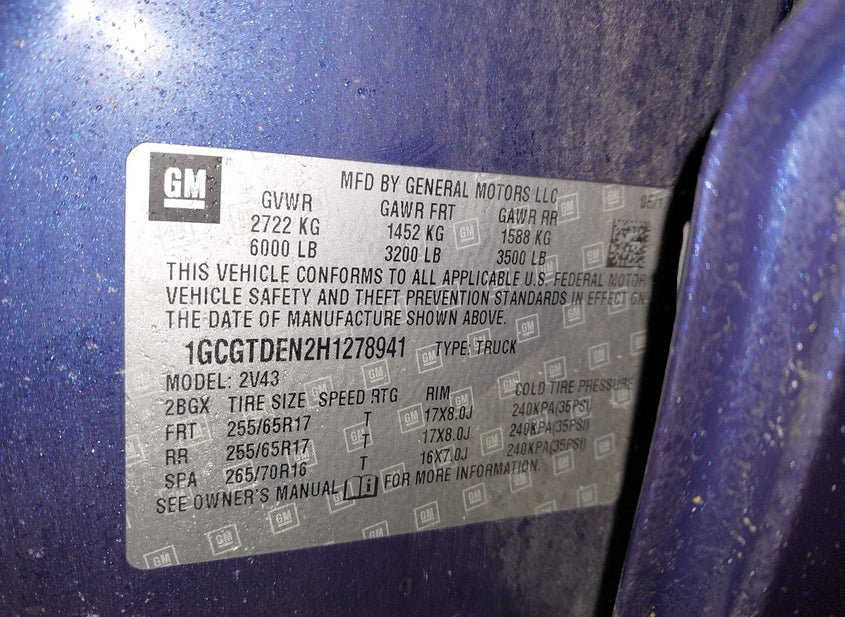 GM
MFD BY GENERAL MOTORS LLC
GVWR GAWR FRT GAWR RR
2722 KG 1452 KG 1588 KG
6000 LB 3200 LB 3500 LB
THIS VEHICLE CONFORMS TO ALL APPLICABLE U.S. FEDERAL MOTOR
VEHICLE SAFETY AND THEFT PREVENTION STANDARDS IN EFFECT ON
THE DATE OF MANUFACTURE SHOWN ABOVE.
1GCGTDEN2H1278941 TYPE: TRUCK
MODEL: 2V43
2BGX TIRE SIZE SPEED RTG RIM COLD TIRE PRESSURE
FRT 255/65R17 T 17X8.0J 240KPA(35PSI)
RR 255/65R17 T 17X8.0J 240KPA(35PSI)
SPA 265/70R16 T 16X7.0J 240KPA(35PSI)
SEE OWNER'S MANUAL i FOR MORE INFORMATION.